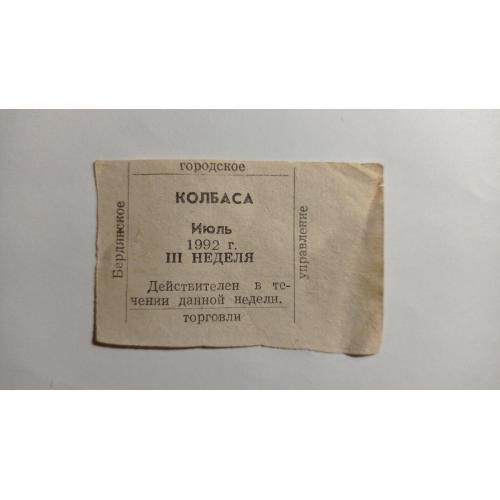 Бердянское
городское
управление
КОЛБАСА
Июль
1992 г.
III НЕДЕЛЯ
Действителен в те-
чении данной недели.
торговли